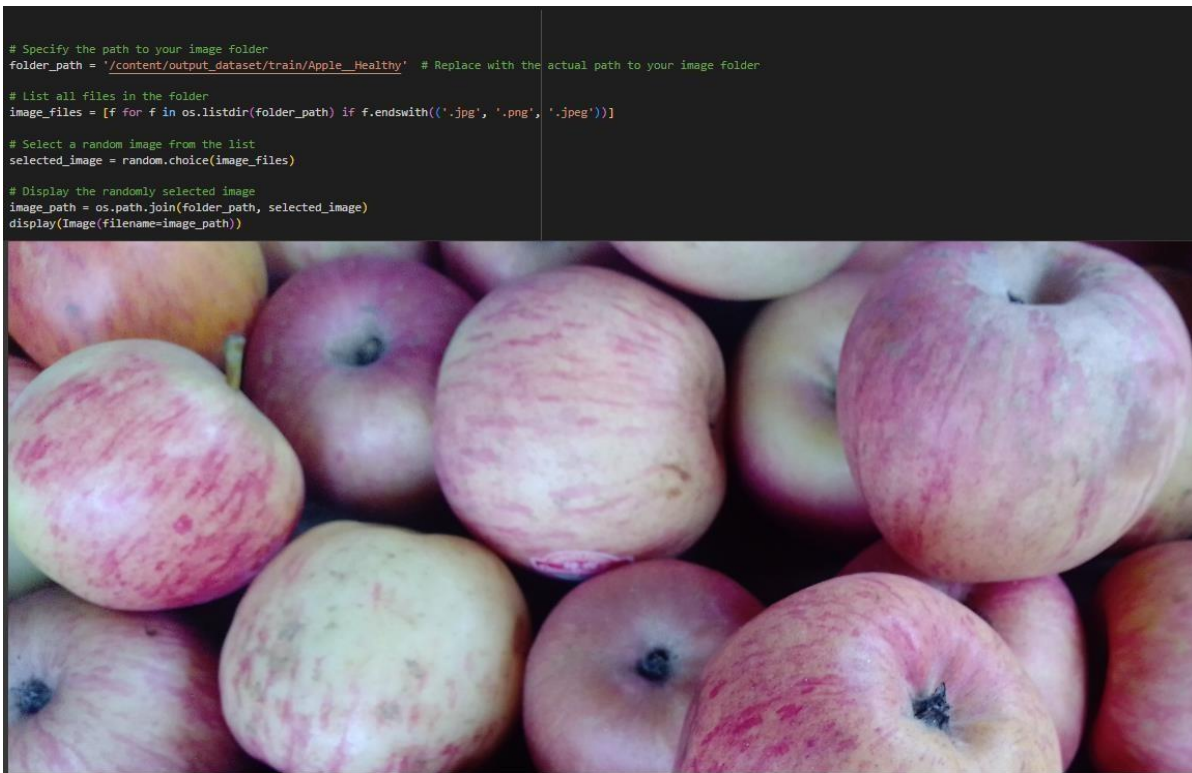 # Specify the path to your image folder
folder_path = '/content/output_dataset/train/Apple__Healthy'  # Replace with the actual path to your image folder
# List all files in the folder
image_files = [f for f in os.listdir(folder_path) if f.endswith(('.jpg', '.png', '.jpeg'))]
# Select a random image from the list
selected_image = random.choice(image_files)
# Display the randomly selected image
image_path = os.path.join(folder_path, selected_image)
display(Image(filename=image_path))